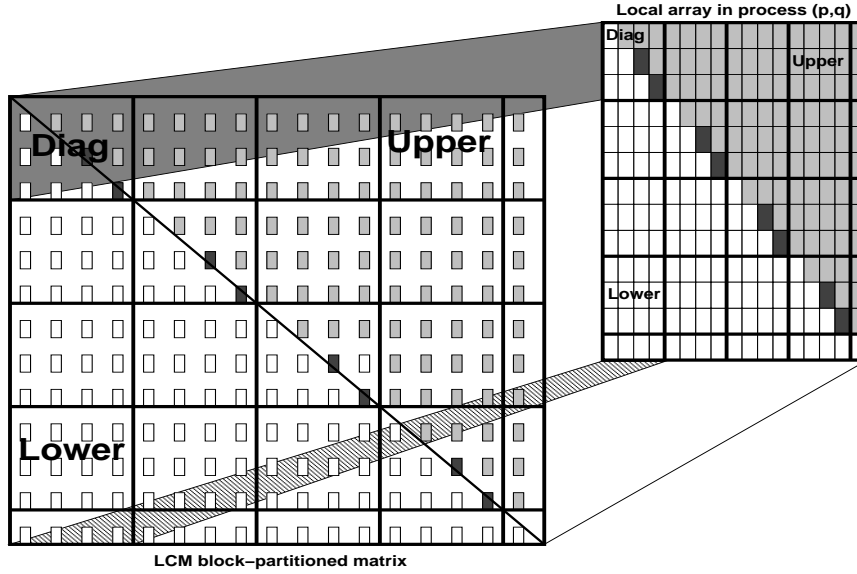 Local array in process (p,q)
Diag
Upper
Diag
Upper
Lower
Lower
LCM block−partitioned matrix